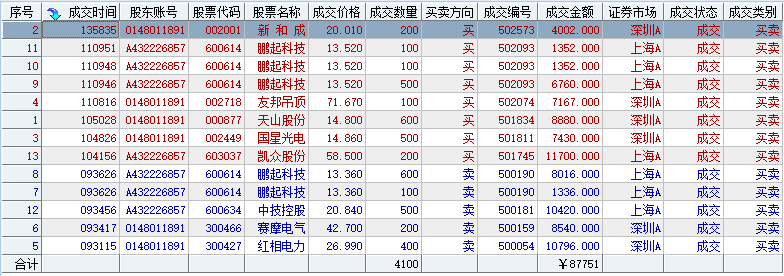 序号 成交时间 股东账号 股票代码 股票名称 成交价格 成交数量 买卖方向 成交编号 成交金额 证券市场 成交状态 成交类别
2 135835 0148011891 002001 新 和 成 20.010 200 买 502573 4002.000 深圳A 成交 买卖
11 110951 A432226857 600614 鹏起科技 13.520 100 买 502093 1352.000 上海A 成交 买卖
10 110948 A432226857 600614 鹏起科技 13.520 100 买 502092 1352.000 上海A 成交 买卖
9 110946 A432226857 600614 鹏起科技 13.520 500 买 502093 6760.000 上海A 成交 买卖
4 110816 0148011891 002718 友邦吊顶 71.670 100 买 502074 7167.000 深圳A 成交 买卖
1 105028 0148011891 000877 天山股份 14.800 600 买 501834 8880.000 深圳A 成交 买卖
3 104826 0148011891 002449 国星光电 14.860 500 买 501811 7430.000 深圳A 成交 买卖
13 104156 A432226857 603037 凯众股份 58.500 200 买 501745 11700.000 上海A 成交 买卖
8 093626 A432226857 600614 鹏起科技 13.360 600 卖 500190 8016.000 上海A 成交 买卖
7 093626 A432226857 600614 鹏起科技 13.360 100 卖 500190 1336.000 上海A 成交 买卖
12 093456 A432226857 600634 中技控股 20.840 500 卖 500181 10420.000 上海A 成交 买卖
6 093417 0148011891 300466 赛摩电气 42.700 200 卖 500159 8540.000 深圳A 成交 买卖
5 093115 0148011891 300427 红相电力 26.990 400 卖 500054 10796.000 深圳A 成交 买卖
合计 4100 ￥87751